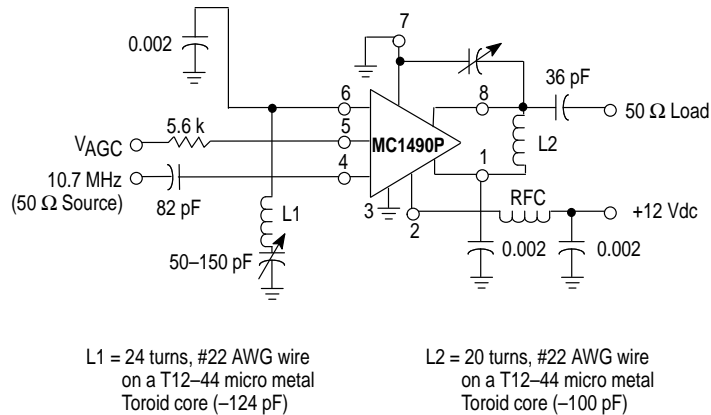 0.002
7
6
8
36 pF
50 Ω Load
5.6 k
5
VAGC
MC1490P
L2
10.7 MHz
(50 Ω Source)
4
1
82 pF
L1
3
2
RFC
+12 Vdc
50–150 pF
0.002
0.002
L1 = 24 turns, #22 AWG wire
on a T12–44 micro metal
Toroid core (–124 pF)
L2 = 20 turns, #22 AWG wire
on a T12–44 micro metal
Toroid core (–100 pF)